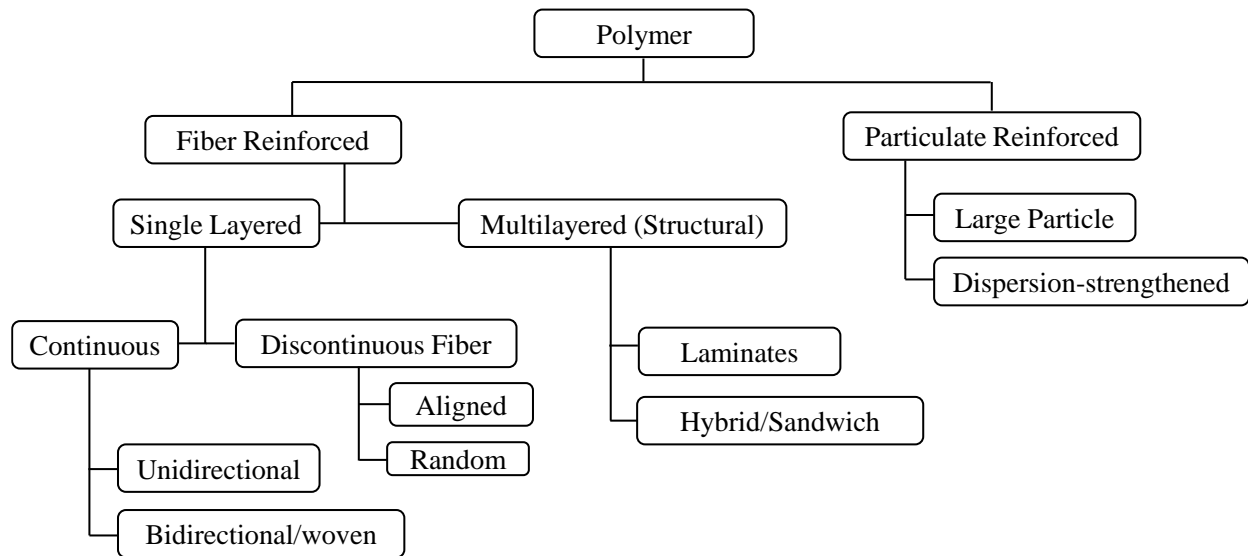 Polymer
Fiber Reinforced
Particulate Reinforced
Single Layered
Multilayered (Structural)
Large Particle
Dispersion-strengthened
Continuous
Discontinuous Fiber
Laminates
Aligned
Hybrid/Sandwich
Random
Unidirectional
Bidirectional/woven